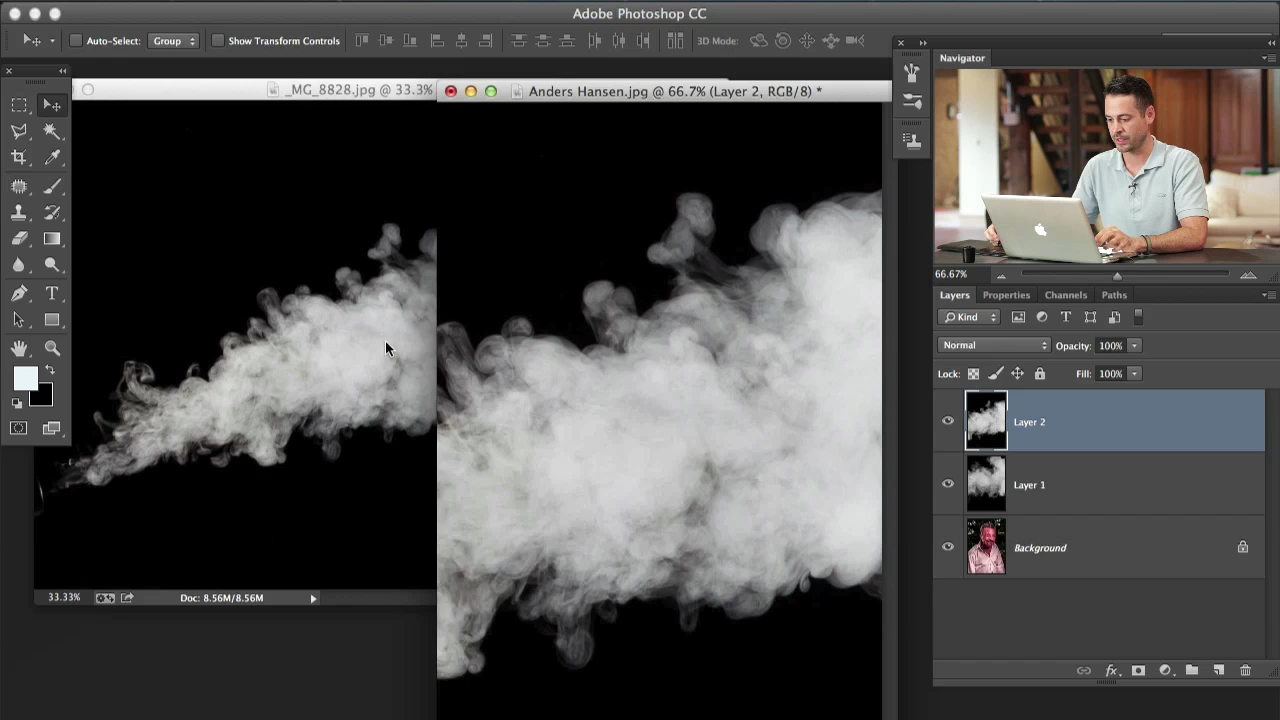 Adobe Photoshop CC
Auto-Select: Group Show Transform Controls 3D Mode:
_MG_8828.jpg @ 33.3%
Anders Hansen.jpg @ 66.7% (Layer 2, RGB/8) *
Navigator
66.67%
Layers Properties Channels Paths
Kind
Normal Opacity: 100%
Lock: Fill: 100%
Layer 2
Layer 1
Background
33.33% Doc: 8.56M/8.56M
fx